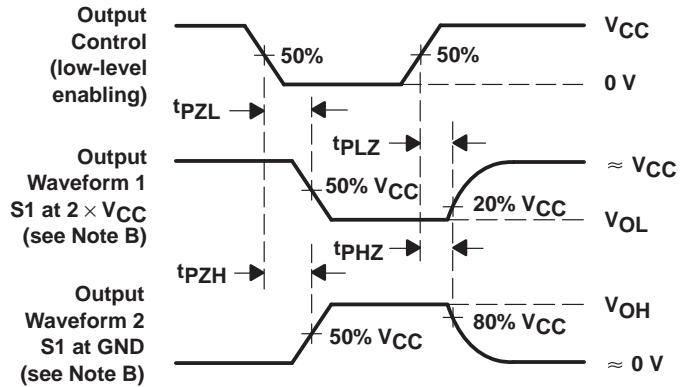 Output
Control
(low-level
enabling)
50%
50%
VCC
0 V
tPZL
tPLZ
Output
Waveform 1
S1 at 2 × VCC
(see Note B)
50% VCC
20% VCC
≈ VCC
VOL
tPZH
tPHZ
Output
Waveform 2
S1 at GND
(see Note B)
50% VCC
80% VCC
VOH
≈ 0 V